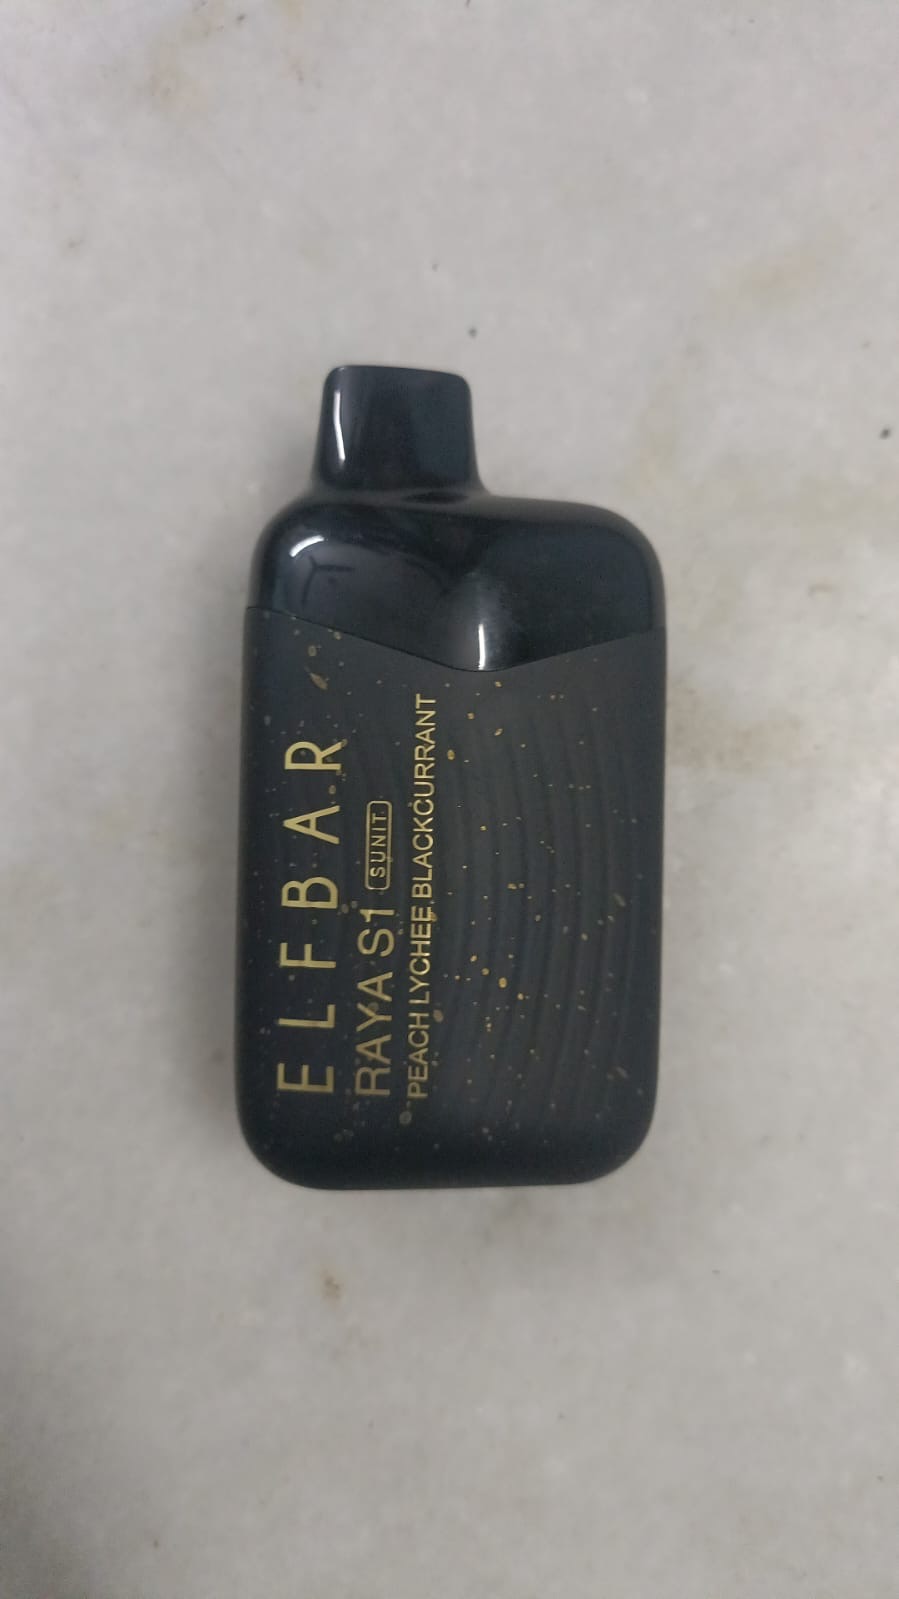 ELFBAR
RAYA S1 SUNIT
PEACH LYCHEE BLACKCURRANT